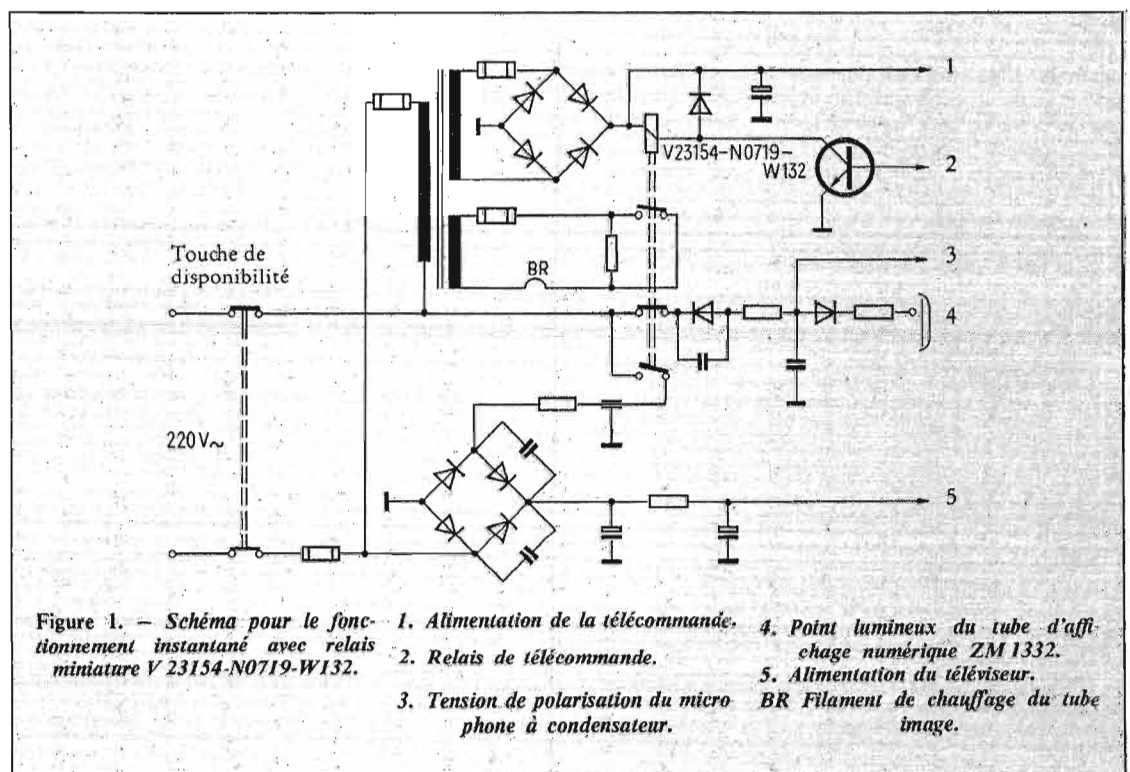 1
V23154-N0719-
W132
2
Touche de
disponibilité
3
BR
4
220V~
5
Figure 1. — Schéma pour le fonc-
tionnement instantané avec relais
miniature V 23154-N0719-W132.
1. Alimentation de la télécommande.
2. Relais de télécommande.
3. Tension de polarisation du micro
phone à condensateur.
4. Point lumineux du tube d'affi-
chage numérique ZM 1332.
5. Alimentation du téléviseur.
BR Filament de chauffage du tube
image.